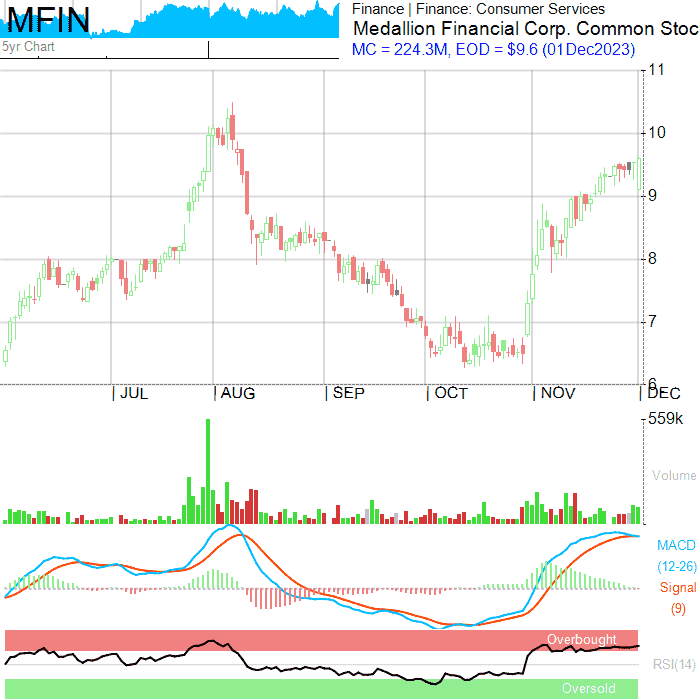 MFIN
5yr Chart
Finance | Finance: Consumer Services
Medallion Financial Corp. Common Stoc
MC = 224.3M, EOD = $9.6 (01Dec2023)
11
10
9
8
7
6
JUL
AUG
SEP
OCT
NOV
DEC
559k
Volume
MACD
(12-26)
Signal
(9)
Overbought
RSI(14)
Oversold